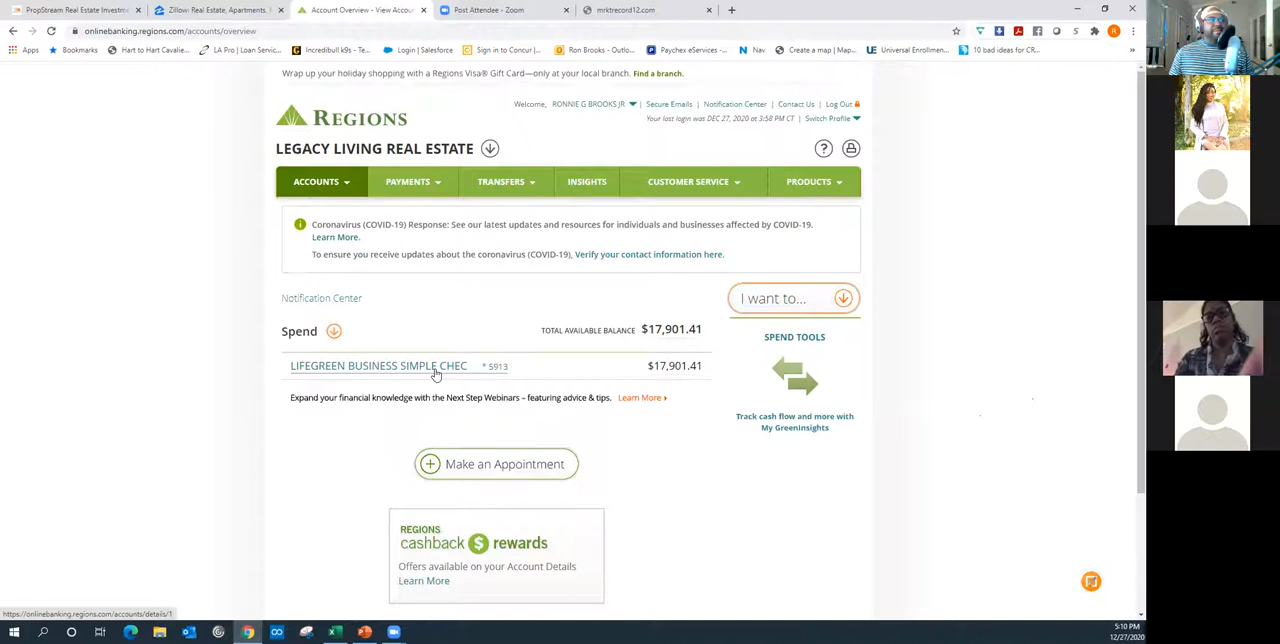 PropStream Real Estate Investme
Zillow: Real Estate, Apartments,
Account Overview - View Accou
Post Attendee - Zoom
mrktrecord12.com
onlinebanking.regions.com/accounts/overview
Apps
Bookmarks
Hart to Hart Cavalie...
LA Pro | Loan Servic...
Incredibull k9s - Te...
Login | Salesforce
Sign in to Concur |...
Ron Brooks - Outlo...
Paychex eServices -...
Nav
Create a map | Map...
Universal Enrollmen...
10 bad ideas for CR...
Wrap up your holiday shopping with a Regions Visa® Gift Card—only at your local branch. Find a branch.
Welcome, RONNIE G BROOKS JR | Secure Emails | Notification Center | Contact Us | Log Out
Your last login was DEC 27, 2020 at 3:58 PM CT | Switch Profile
REGIONS
LEGACY LIVING REAL ESTATE
?
ACCOUNTS PAYMENTS TRANSFERS INSIGHTS CUSTOMER SERVICE PRODUCTS
Coronavirus (COVID-19) Response: See our latest updates and resources for individuals and businesses affected by COVID-19.
Learn More.
To ensure you receive updates about the coronavirus (COVID-19), Verify your contact information here.
Notification Center
I want to...
Spend
TOTAL AVAILABLE BALANCE $17,901.41
SPEND TOOLS
LIFEGREEN BUSINESS SIMPLE CHEC * 5913 $17,901.41
Expand your financial knowledge with the Next Step Webinars – featuring advice & tips. Learn More
Track cash flow and more with
My GreenInsights
Make an Appointment
REGIONS
cashback $ rewards
Offers available on your Account Details
Learn More
https://onlinebanking.regions.com/accounts/details/1
5:10 PM
12/27/2020